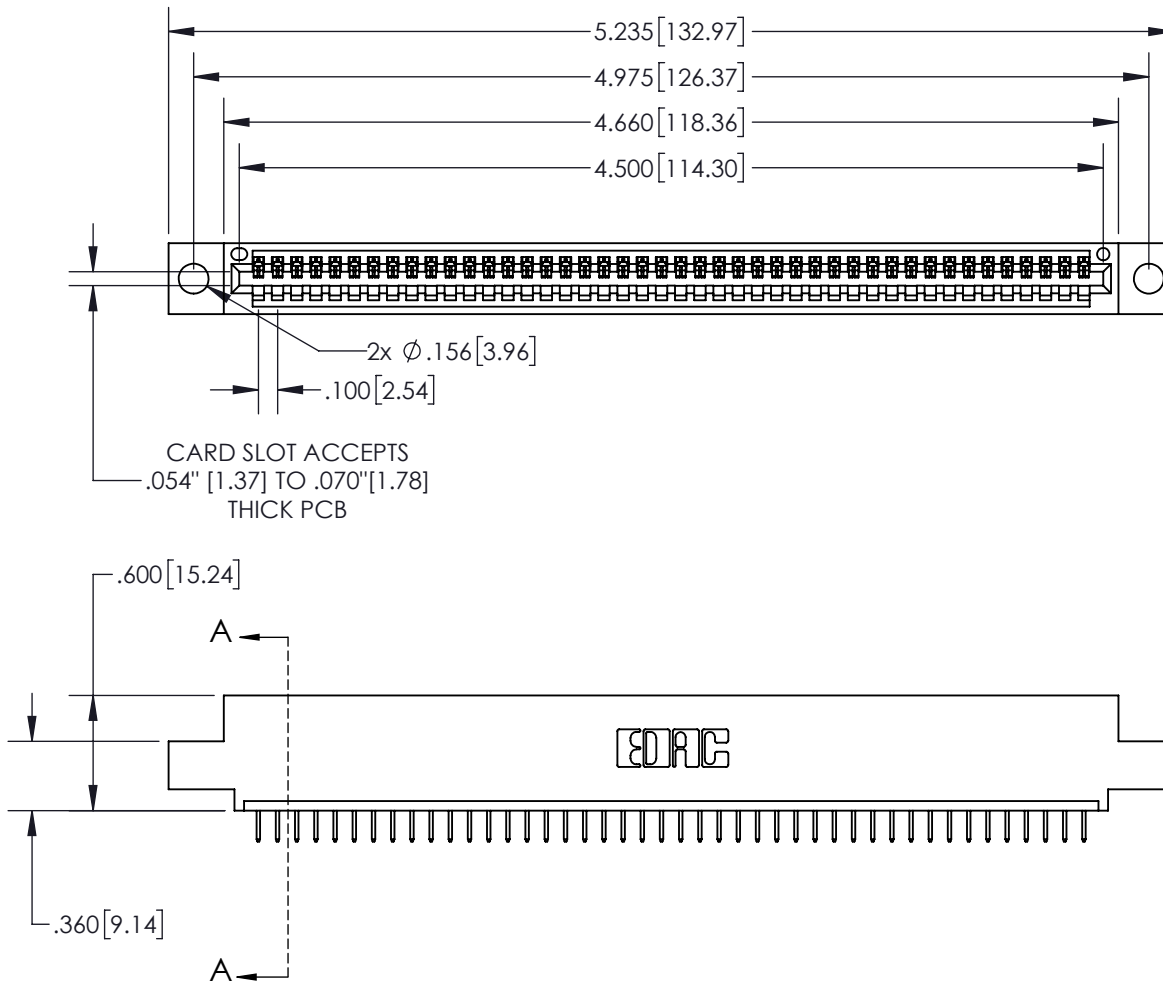 5.235[132.97]
4.975[126.37]
4.660[118.36]
4.500[114.30]
2x Ø.156[3.96]
.100[2.54]
CARD SLOT ACCEPTS
.054" [1.37] TO .070"[1.78]
THICK PCB
.600[15.24]
A
EDAC
.360[9.14]
A